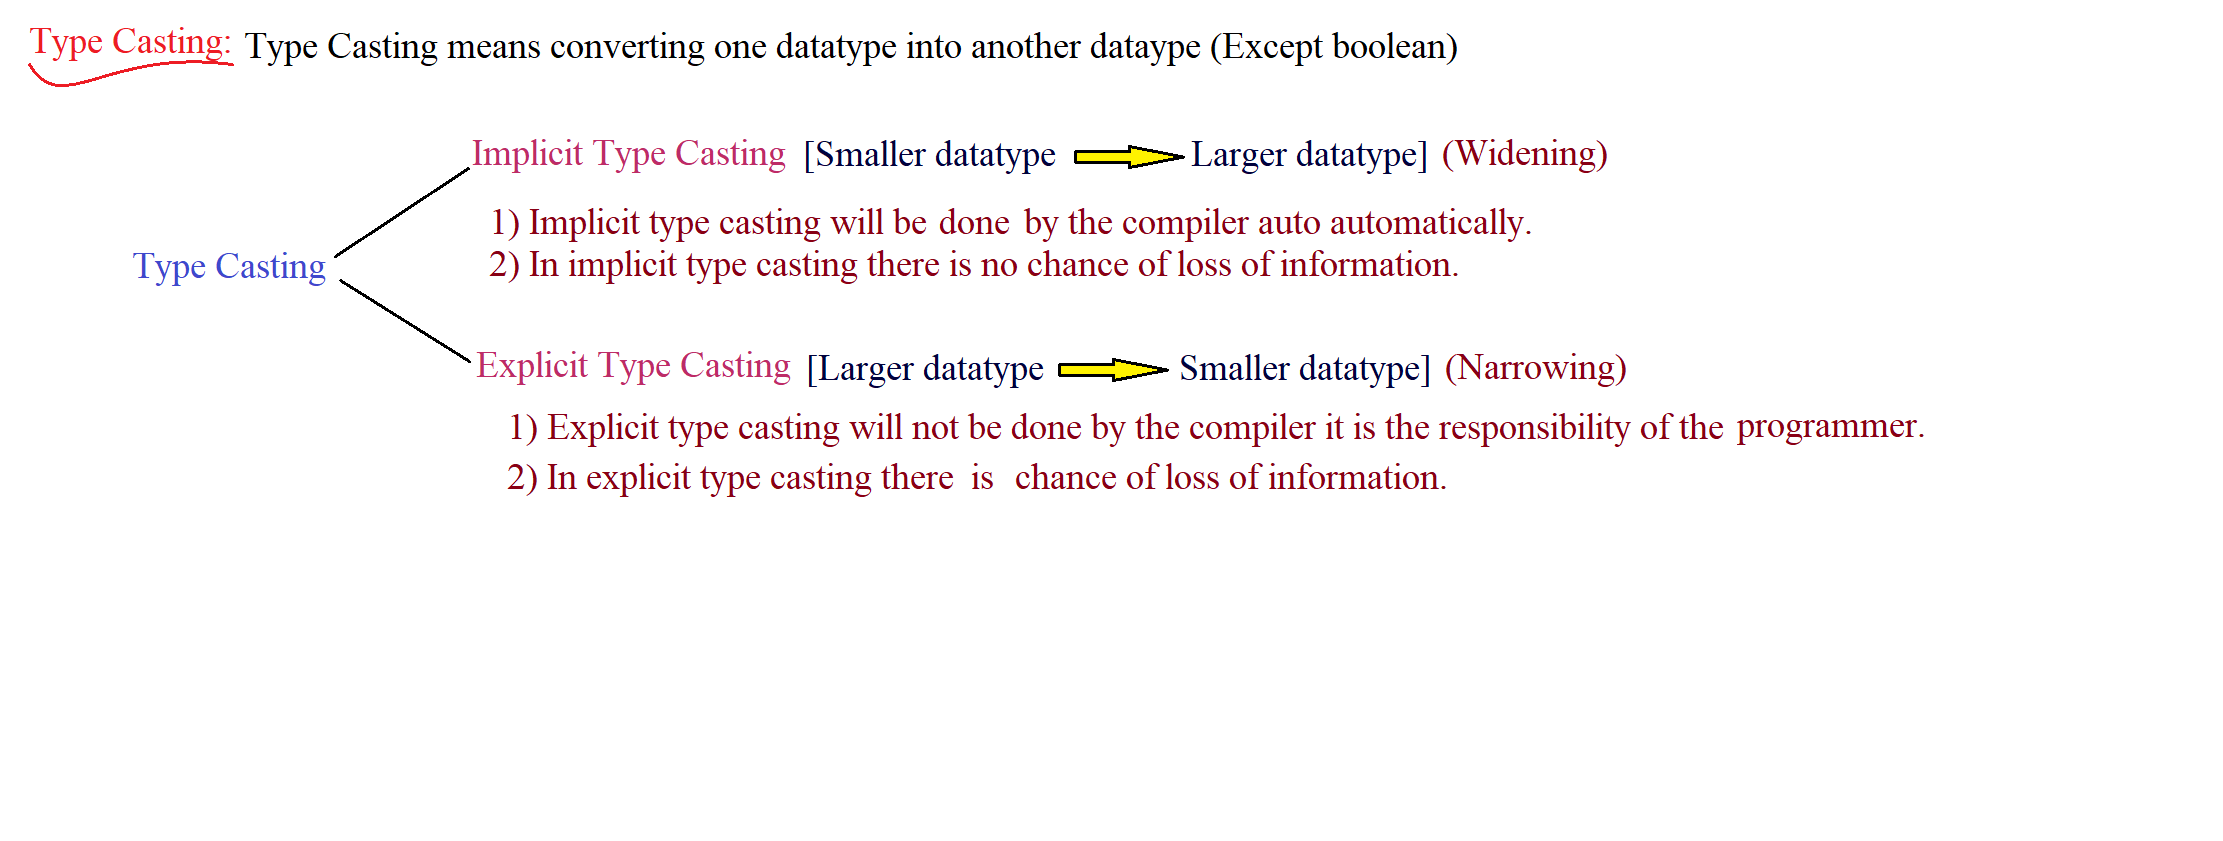 Type Casting: Type Casting means converting one datatype into another dataype (Except boolean)
Implicit Type Casting [Smaller datatype Larger datatype] (Widening)
1) Implicit type casting will be done by the compiler auto automatically.
2) In implicit type casting there is no chance of loss of information.
Type Casting
Explicit Type Casting [Larger datatype Smaller datatype] (Narrowing)
1) Explicit type casting will not be done by the compiler it is the responsibility of the programmer.
2) In explicit type casting there is chance of loss of information.